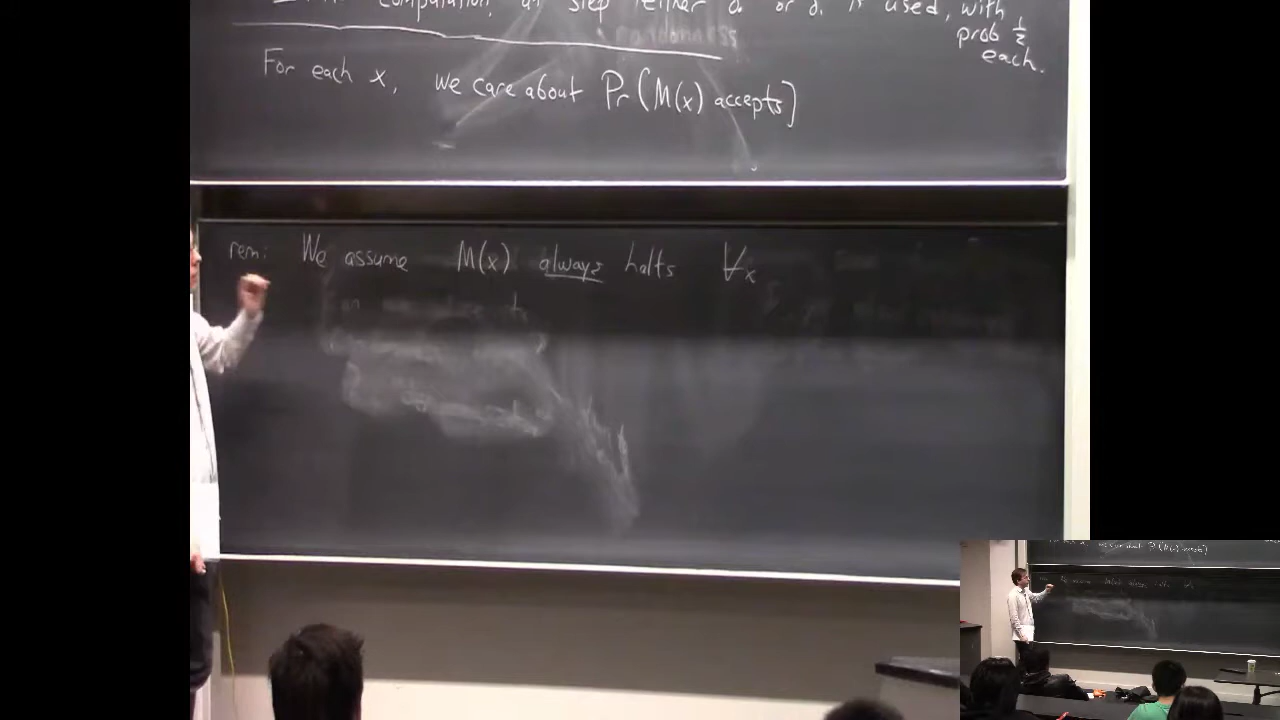 computation, at step either δ₀ or δ₁ is used, with
prob ½
each.
For each x, we care about Pr(M(x) accepts]
rem: We assume M(x) always halts ∀x